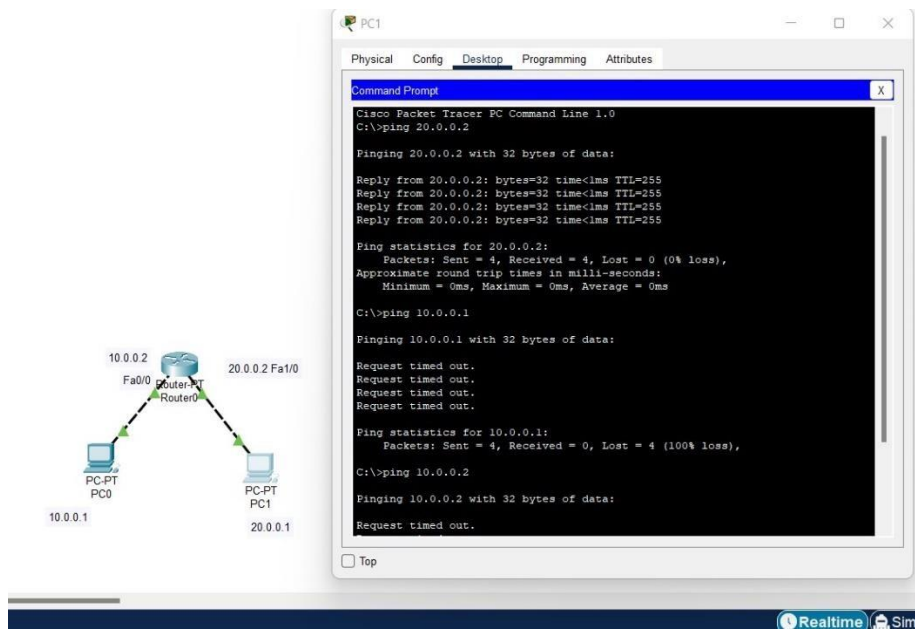 PC1
Physical Config Desktop Programming Attributes
Command Prompt
X
Cisco Packet Tracer PC Command Line 1.0
C:\>ping 20.0.0.2
Pinging 20.0.0.2 with 32 bytes of data:
Reply from 20.0.0.2: bytes=32 time<1ms TTL=255
Reply from 20.0.0.2: bytes=32 time<1ms TTL=255
Reply from 20.0.0.2: bytes=32 time<1ms TTL=255
Reply from 20.0.0.2: bytes=32 time<1ms TTL=255
Ping statistics for 20.0.0.2:
Packets: Sent = 4, Received = 4, Lost = 0 (0% loss),
Approximate round trip times in milli-seconds:
Minimum = 0ms, Maximum = 0ms, Average = 0ms
C:\>ping 10.0.0.1
Pinging 10.0.0.1 with 32 bytes of data:
Request timed out.
Request timed out.
Request timed out.
Request timed out.
Ping statistics for 10.0.0.1:
Packets: Sent = 4, Received = 0, Lost = 4 (100% loss),
C:\>ping 10.0.0.2
Pinging 10.0.0.2 with 32 bytes of data:
Request timed out.
Top
10.0.0.2
20.0.0.2 Fa1/0
Fa0/0
Router-PT
Router0
PC-PT
PC0
10.0.0.1
PC-PT
PC1
20.0.0.1
Realtime
Sim